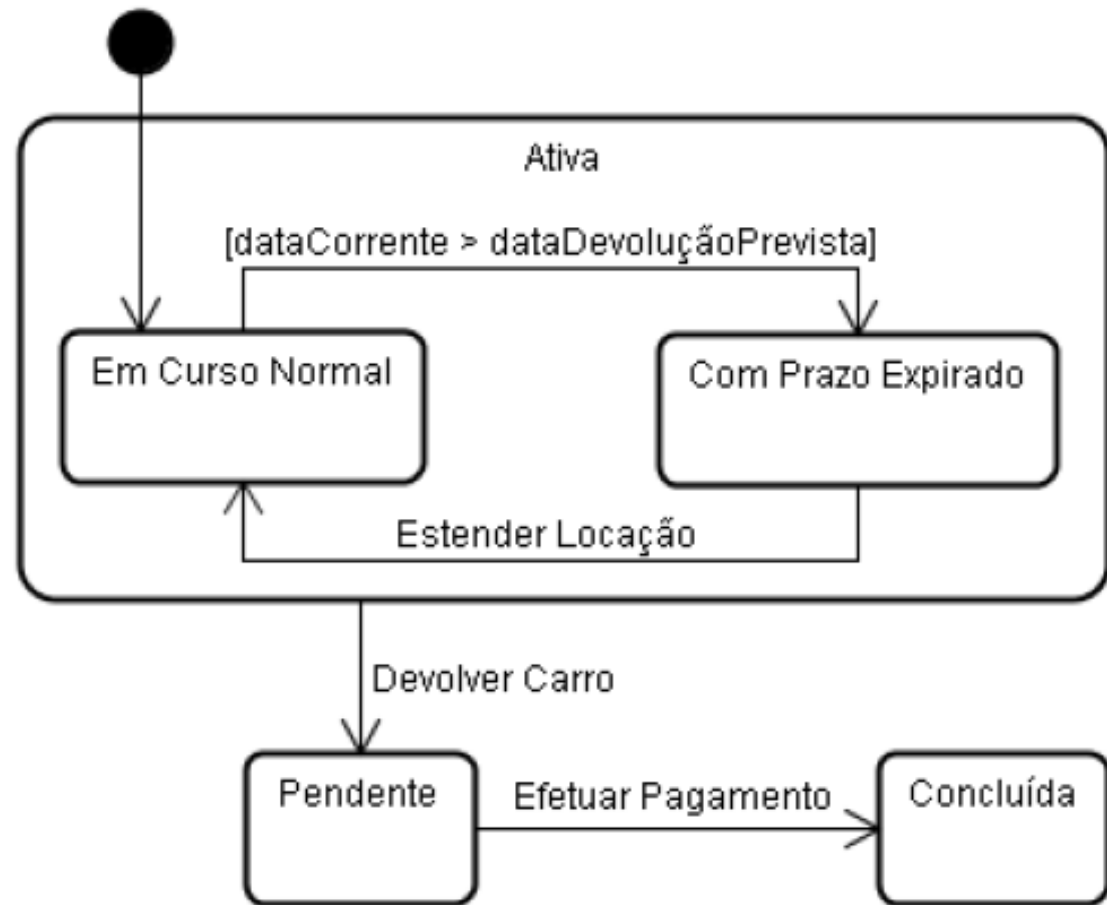 Ativa
[dataCorrente > dataDevoluçãoPrevista]
Em Curso Normal
Com Prazo Expirado
Estender Locação
Devolver Carro
Pendente
Efetuar Pagamento
Concluída